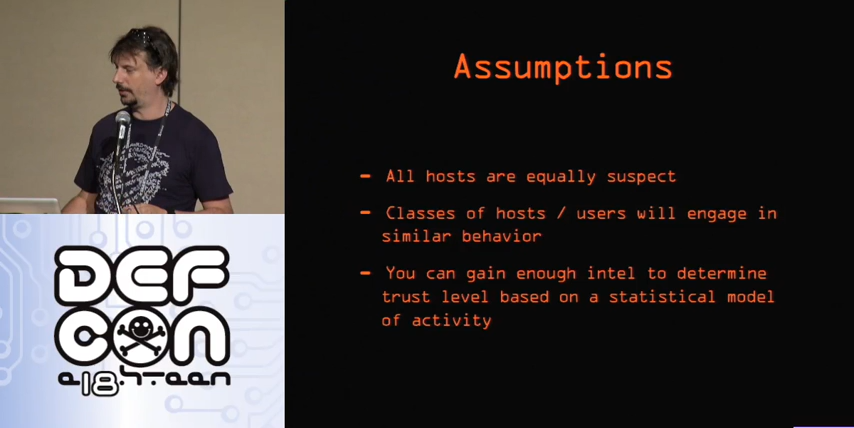 Assumptions
- All hosts are equally suspect
- Classes of hosts / users will engage in
similar behavior
- You can gain enough intel to determine
trust level based on a statistical model
of activity
DEF
CON